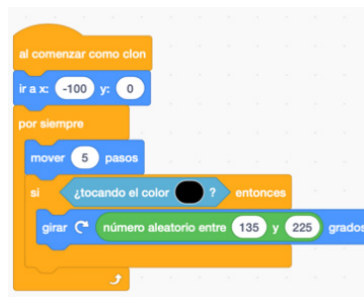 al comenzar como clon
ir a x: -100 y: 0
por siempre
mover 5 pasos
si ¿tocando el color ? entonces
girar número aleatorio entre 135 y 225 grados